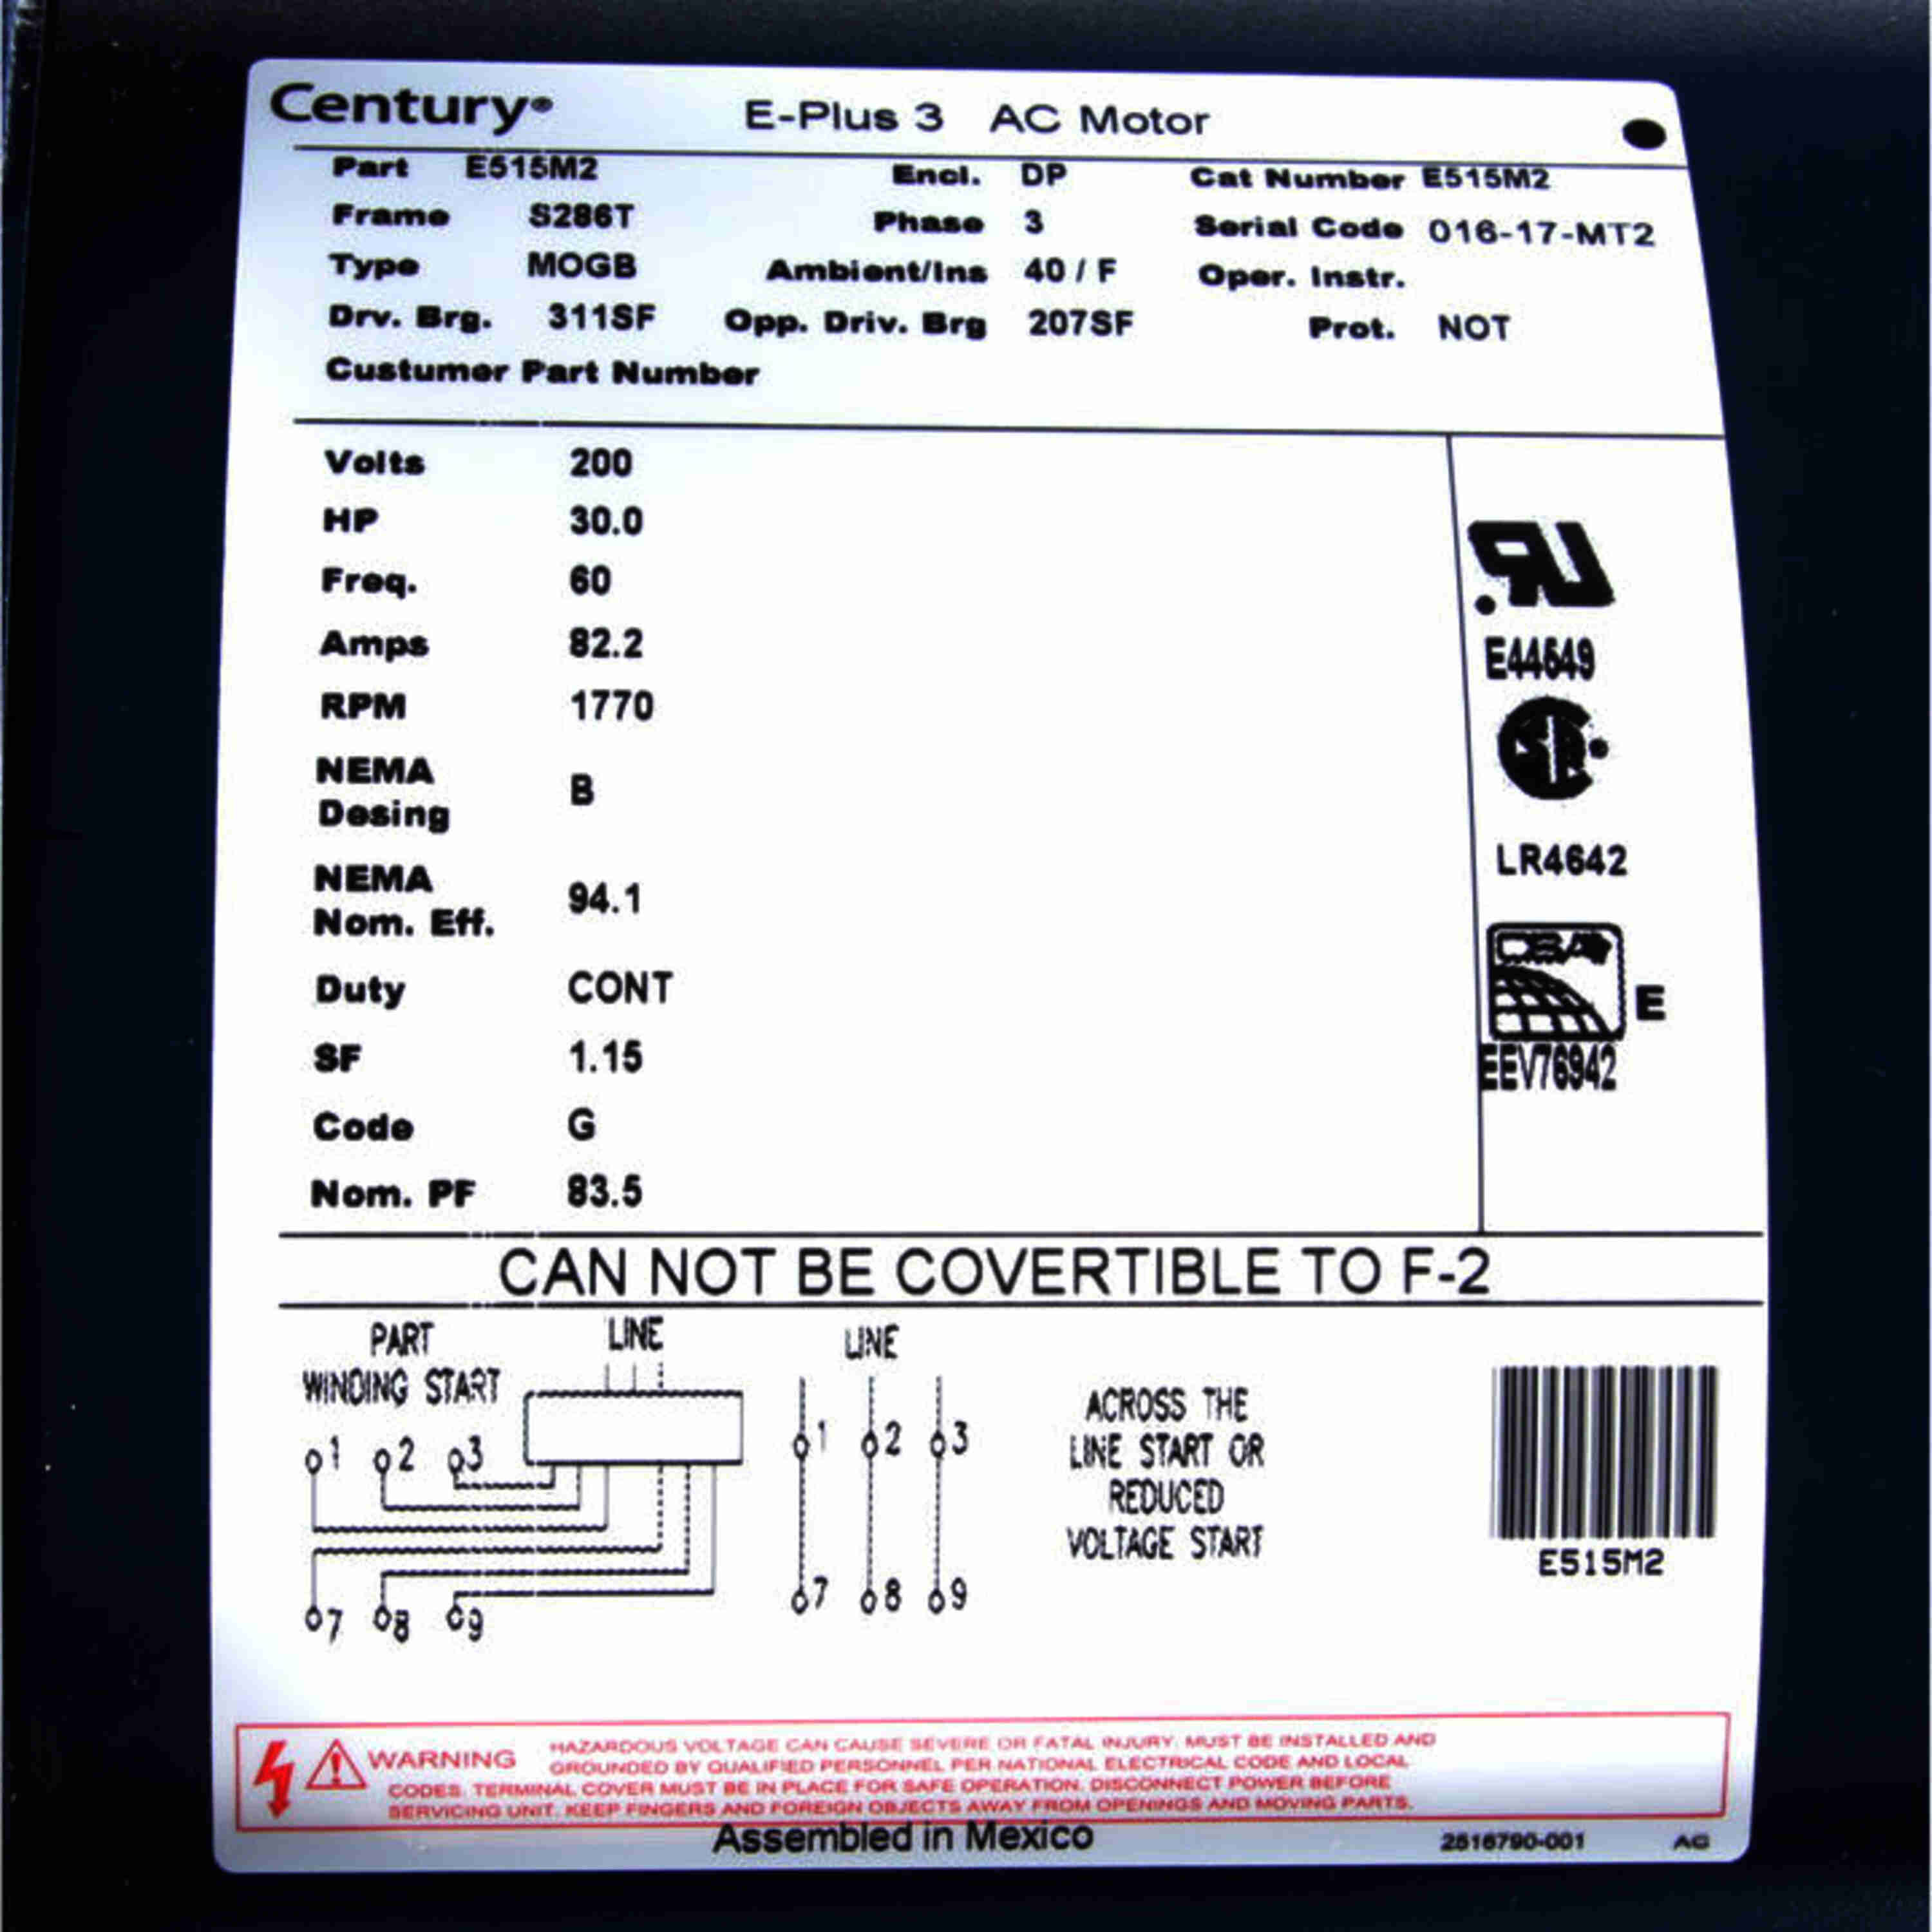 Century®
E-Plus 3 AC Motor
Part E515M2 Encl. DP Cat Number E515M2
Frame S286T Phase 3 Serial Code 016-17-MT2
Type MOGB Ambient/Ins 40 / F Oper. Instr.
Drv. Brg. 311SF Opp. Driv. Brg 207SF Prot. NOT
Custumer Part Number
Volts 200
HP 30.0
Freq. 60
Amps 82.2
RPM 1770
NEMA
Desing B
NEMA
Nom. Eff. 94.1
Duty CONT
SF 1.15
Code G
Nom. PF 83.5
LR4642
E
EEV76942
CAN NOT BE COVERTIBLE TO F-2
PART
WINDING START
LINE
1 2 3
7 8 9
LINE
1 2 3
7 8 9
ACROSS THE
LINE START OR
REDUCED
VOLTAGE START
E515M2
WARNING
HAZARDOUS VOLTAGE CAN CAUSE SEVERE OR FATAL INJURY. MUST BE INSTALLED AND
GROUNDED BY QUALIFIED PERSONNEL PER NATIONAL ELECTRICAL CODE AND LOCAL
CODES. TERMINAL COVER MUST BE IN PLACE FOR SAFE OPERATION. DISCONNECT POWER BEFORE
SERVICING UNIT. KEEP FINGERS AND FOREIGN OBJECTS AWAY FROM OPENINGS AND MOVING PARTS.
Assembled in Mexico
2516790-001 AG